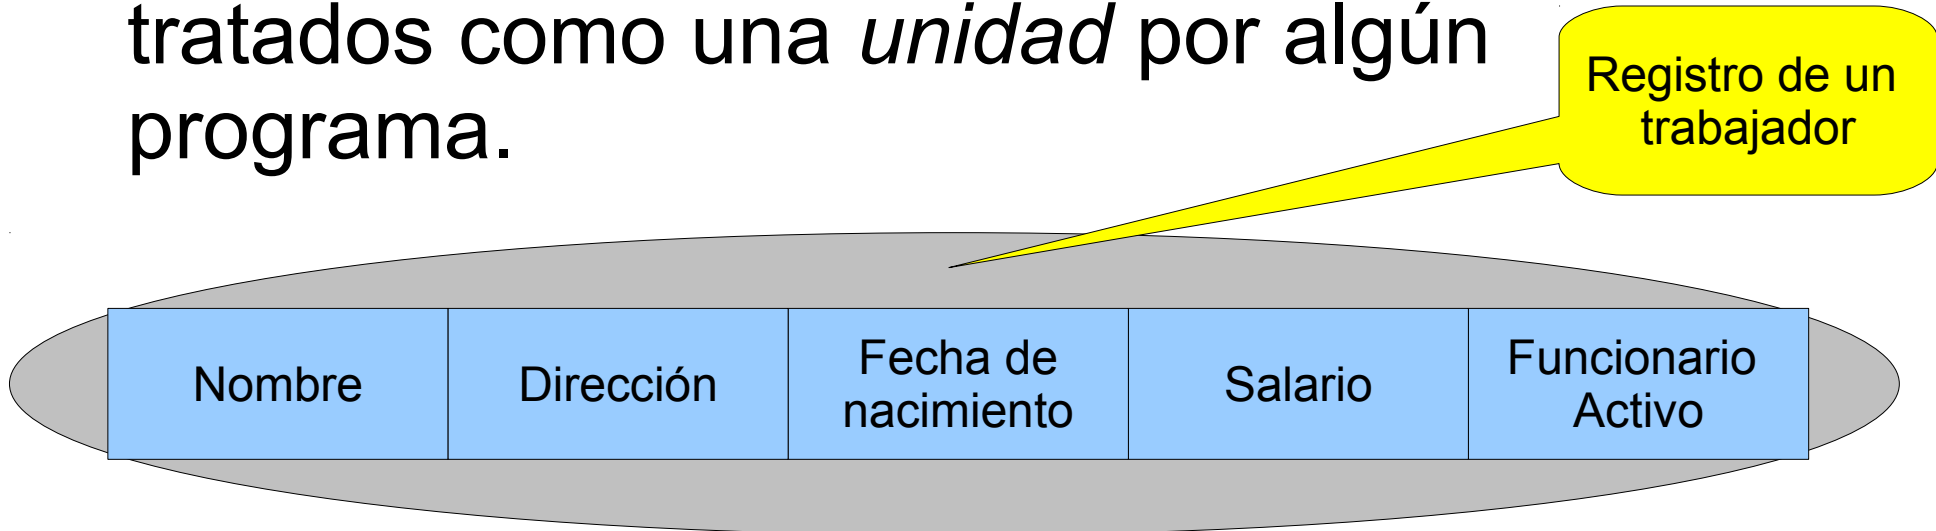 tratados como una unidad por algún
programa.
Registro de un
trabajador
Nombre
Dirección
Fecha de
nacimiento
Salario
Funcionario
Activo